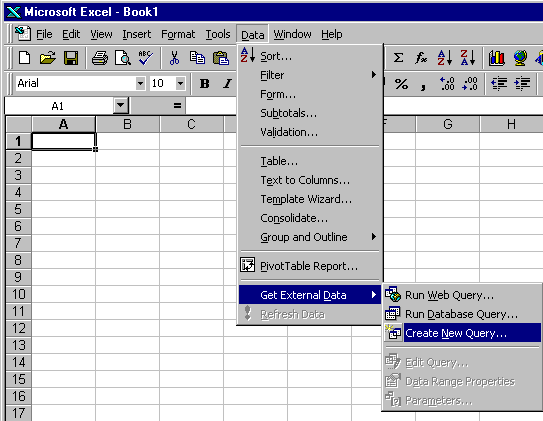 Microsoft Excel - Book1
File Edit View Insert Format Tools Data Window Help
Arial 10 B I % , .00
A1 =
A B C F G H
1
2
3
4
5
6
7
8
9
10
11
12
13
14
15
16
17
Sort...
Filter
Form...
Subtotals...
Validation...
Table...
Text to Columns...
Template Wizard...
Consolidate...
Group and Outline
PivotTable Report...
Get External Data
Refresh Data
Run Web Query...
Run Database Query...
Create New Query...
Edit Query...
Data Range Properties
Parameters...